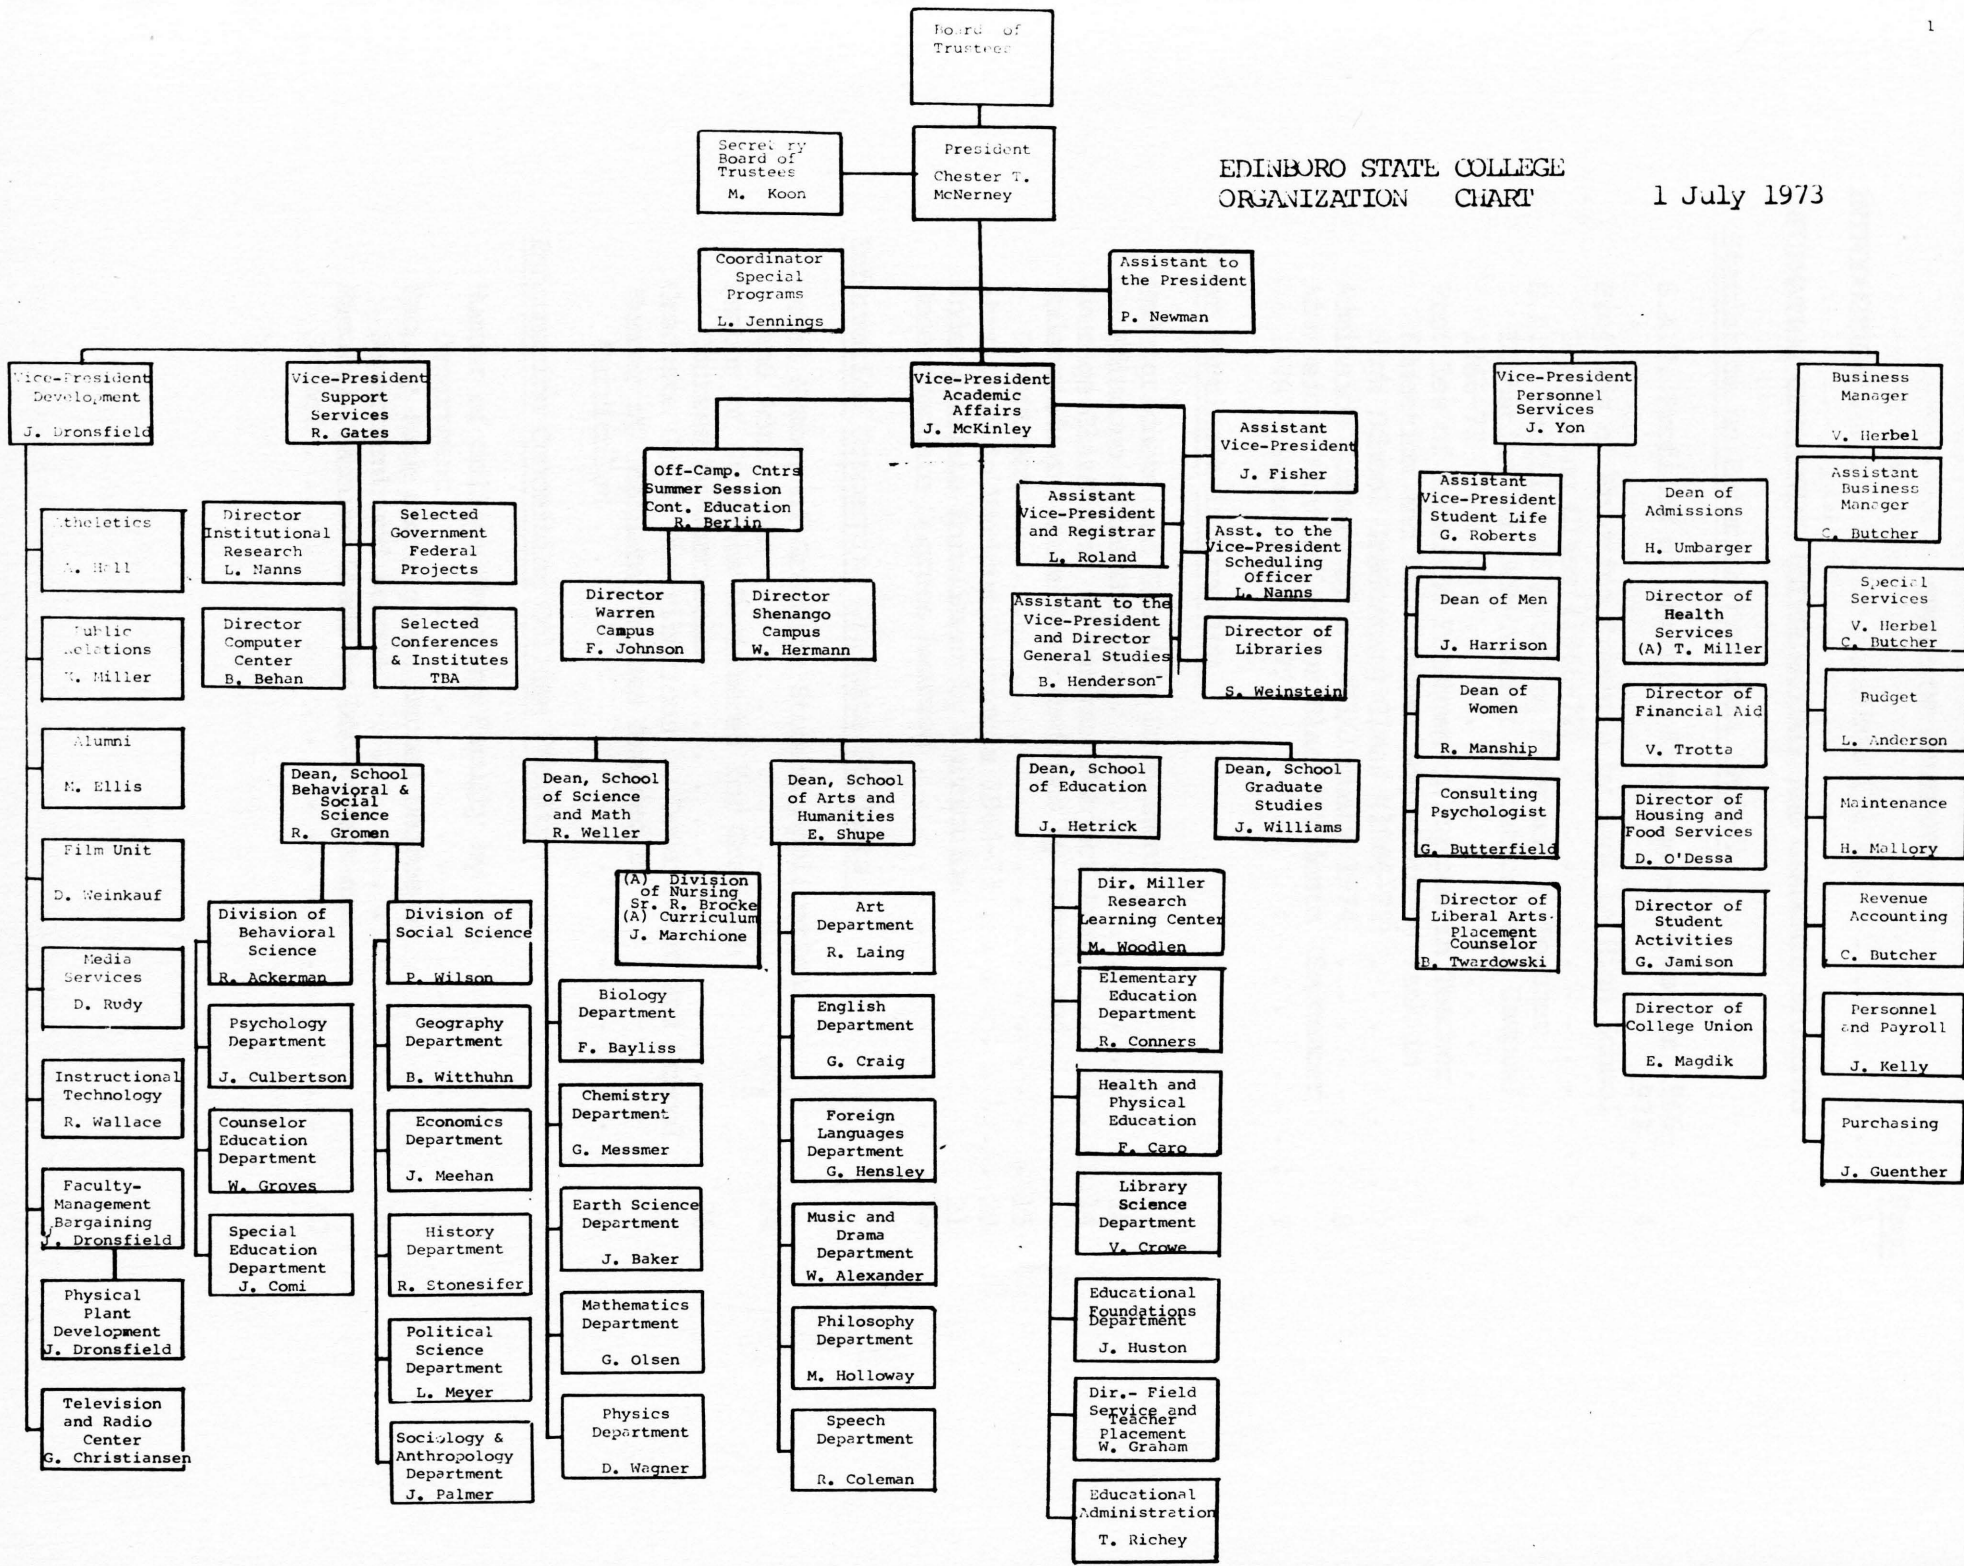 1
Board of
Trustees
Secretary
Board of
Trustees
M. Koon
President
Chester T.
McNerney
EDINBORO STATE COLLEGE
ORGANIZATION CHART
1 July 1973
Coordinator
Special
Programs
L. Jennings
Assistant to
the President
P. Newman
Vice-President
Development
J. Dronsfield
Vice-President
Support
Services
R. Gates
Vice-President
Academic
Affairs
J. McKinley
Vice-President
Personnel
Services
J. Yon
Business
Manager
V. Herbel
Atheletics
A. Hall
Public
Relations
K. Miller
Alumni
M. Ellis
Film Unit
D. Weinkauf
Media
Services
D. Rudy
Instructional
Technology
R. Wallace
Faculty-
Management
Bargaining
J. Dronsfield
Physical
Plant
Development
J. Dronsfield
Television
and Radio
Center
G. Christiansen
Director
Institutional
Research
L. Nanns
Selected
Government
Federal
Projects
Director
Computer
Center
B. Behan
Selected
Conferences
& Institutes
TBA
Off-Camp. Cntrs
Summer Session
Cont. Education
R. Berlin
Director
Warren
Campus
F. Johnson
Director
Shenango
Campus
W. Hermann
Assistant
Vice-President
J. Fisher
Assistant
Vice-President
and Registrar
L. Roland
Asst. to the
Vice-President
Scheduling
Officer
L. Nanns
Assistant to the
Vice-President
and Director
General Studies
B. Henderson
Director of
Libraries
S. Weinstein
Dean, School
Behavioral &
Social
Science
R. Gromen
Dean, School
of Science
and Math
R. Weller
Dean, School
of Arts and
Humanities
E. Shupe
Dean, School
of Education
J. Hetrick
Dean, School
Graduate
Studies
J. Williams
Division of
Behavioral
Science
R. Ackerman
Psychology
Department
J. Culbertson
Counselor
Education
Department
W. Groves
Special
Education
Department
J. Comi
Division of
Social Science
P. Wilson
Geography
Department
B. Witthuhn
Economics
Department
J. Meehan
History
Department
R. Stonesifer
Political
Science
Department
L. Meyer
Sociology &
Anthropology
Department
J. Palmer
(A) Division
of Nursing
Sr. R. Brocke
(A) Curriculum
J. Marchione
Biology
Department
F. Bayliss
Chemistry
Department
G. Messmer
Earth Science
Department
J. Baker
Mathematics
Department
G. Olsen
Physics
Department
D. Wagner
Art
Department
R. Laing
English
Department
G. Craig
Foreign
Languages
Department
G. Hensley
Music and
Drama
Department
W. Alexander
Philosophy
Department
M. Holloway
Speech
Department
R. Coleman
Dir. Miller
Research
Learning Center
M. Woodlen
Elementary
Education
Department
R. Conners
Health and
Physical
Education
F. Caro
Library
Science
Department
V. Crowe
Educational
Foundations
Department
J. Huston
Dir.- Field
Service and
Teacher
Placement
W. Graham
Educational
Administration
T. Richey
Assistant
Vice-President
Student Life
G. Roberts
Dean of Men
J. Harrison
Dean of
Women
R. Manship
Consulting
Psychologist
G. Butterfield
Director of
Liberal Arts
Placement
Counselor
B. Twardowski
Dean of
Admissions
H. Umbarger
Director of
Health
Services
(A) T. Miller
Director of
Financial Aid
V. Trotta
Director of
Housing and
Food Services
D. O'Dessa
Director of
Student
Activities
G. Jamison
Director of
College Union
E. Magdik
Assistant
Business
Manager
C. Butcher
Special
Services
V. Herbel
C. Butcher
Budget
L. Anderson
Maintenance
H. Mallory
Revenue
Accounting
C. Butcher
Personnel
and Payroll
J. Kelly
Purchasing
J. Guenther